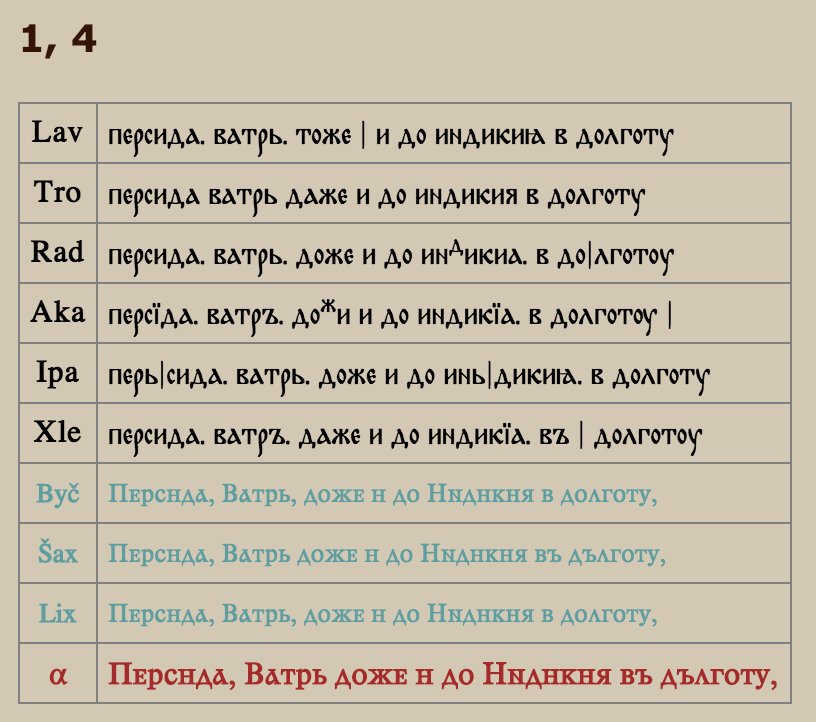 1, 4
Lav персида. ватрь. тоже | и до индикиꙗ в долготу
Tro персида ватрь даже и до индикия в долготу
Rad персида. ватрь. доже и до инⷣикиа. в до|лготоу
Aka персїда. ватръ. доⷤи и до индикїа. в долготоу |
Ipa перь|сида. ватрь. доже и до инь|дикиꙗ. в долготу
Xle персида. ватръ. даже и до индикїа. въ | долготоу
Byč Персида, Ватрь, доже и до Индикия в долготу,
Šax Персида, Ватрь доже и до Индикия въ дълготу,
Lix Персида, Ватрь, доже и до Индикия в долготу,
α Персида, Ватрь доже и до Индикия въ дълготу,